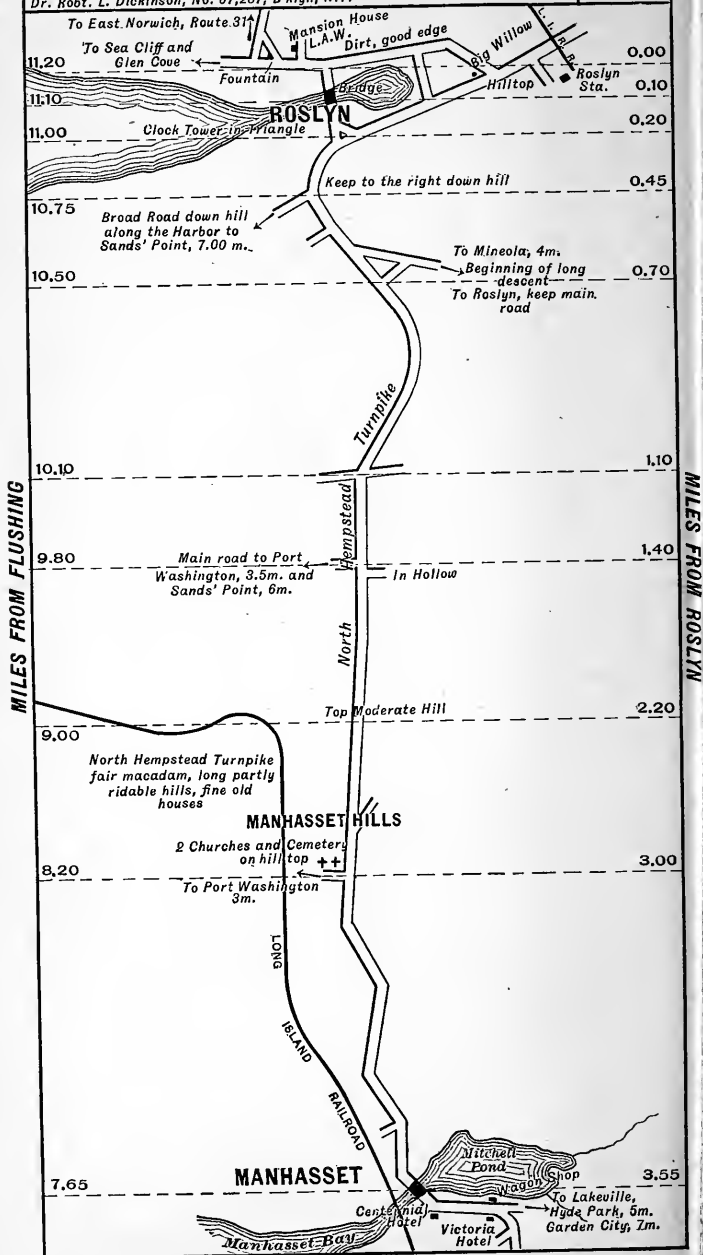 Dr. Robt. L. Dickinson, No.
To East Norwich, Route 31
Mansion House
L.A.W.
Dirt, good edge
Big Willow
L. I. R. R.
To Sea Cliff and
Glen Cove
Fountain
11.20
0.00
Bridge
Hilltop
Roslyn
Sta.
11.10
0.10
ROSLYN
Clock Tower in Triangle
11.00
0.20
Keep to the right down hill
10.75
0.45
Broad Road down hill
along the Harbor to
Sands' Point, 7.00 m.
To Mineola, 4m.
Beginning of long
descent
To Roslyn, keep main
road
10.50
0.70
Turnpike
10.10
1.10
Hempstead
Main road to Port
Washington, 3.5m. and
Sands' Point, 6m.
In Hollow
9.80
1.40
MILES FROM FLUSHING
MILES FROM ROSLYN
North
Top Moderate Hill
9.00
2.20
North Hempstead Turnpike
fair macadam, long partly
ridable hills, fine old
houses
MANHASSET HILLS
2 Churches and Cemetery
on hill top
8.20
3.00
To Port Washington
3m.
LONG
ISLAND
RAILROAD
MANHASSET
Mitchell
Pond
Wagon Shop
7.65
3.55
To Lakeville,
Hyde Park, 5m.
Garden City, 7m.
Centennial
Hotel
Victoria
Hotel
Manhasset Bay